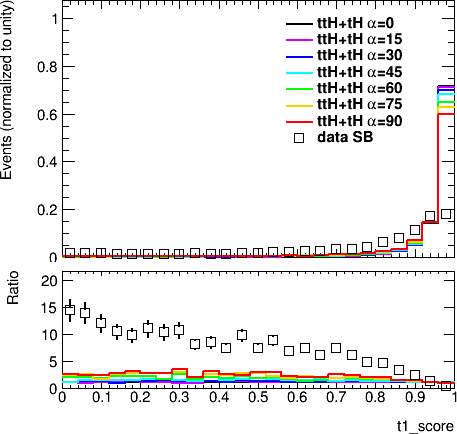 Events (normalized to unity)
1
0.8
0.6
0.4
0.2
0
ttH+tH α=0
ttH+tH α=15
ttH+tH α=30
ttH+tH α=45
ttH+tH α=60
ttH+tH α=75
ttH+tH α=90
data SB
Ratio
20
15
10
5
0
0 0.1 0.2 0.3 0.4 0.5 0.6 0.7 0.8 0.9 1
t1_score